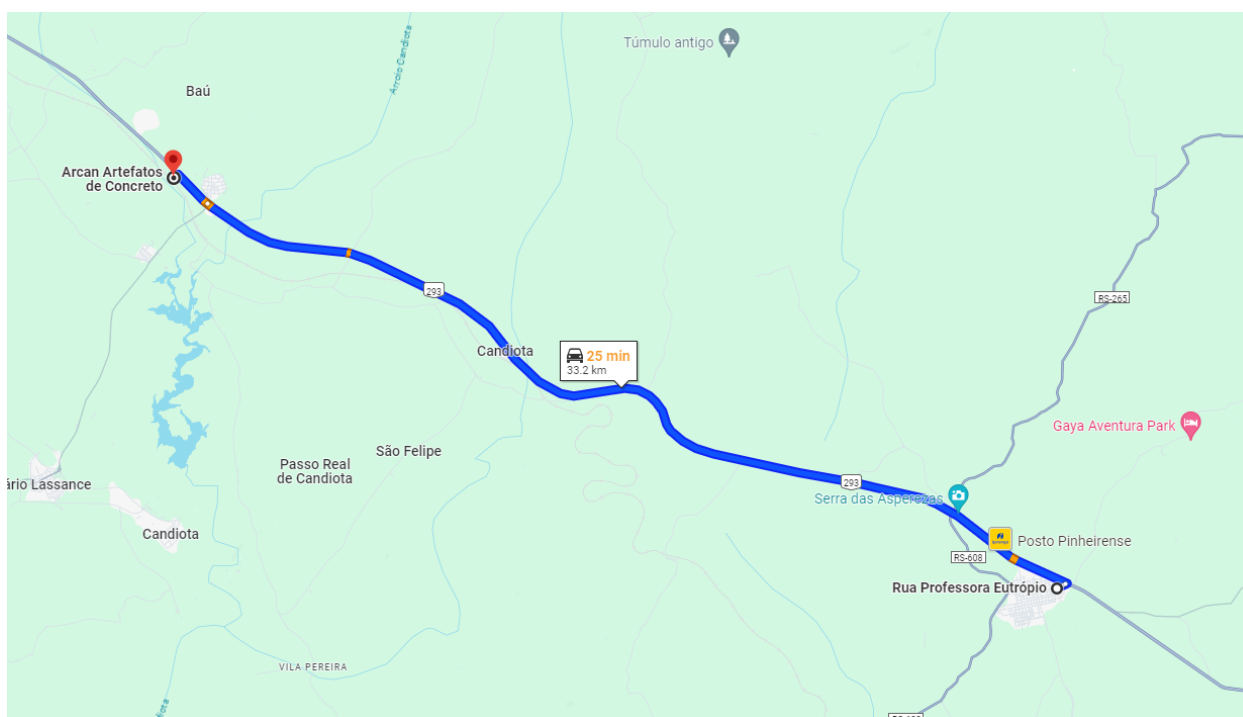 Túmulo antigo
Arroio Candiota
Baú
Arcan Artefatos
de Concreto
293
RS-265
Candiota
25 min
33.2 km
Gaya Aventura Park
São Felipe
Passo Real
de Candiota
ário Lassance
293
Serra das Asperezas
Candiota
Posto Pinheirense
RS-608
Rua Professora Eutrópio
VILA PEREIRA